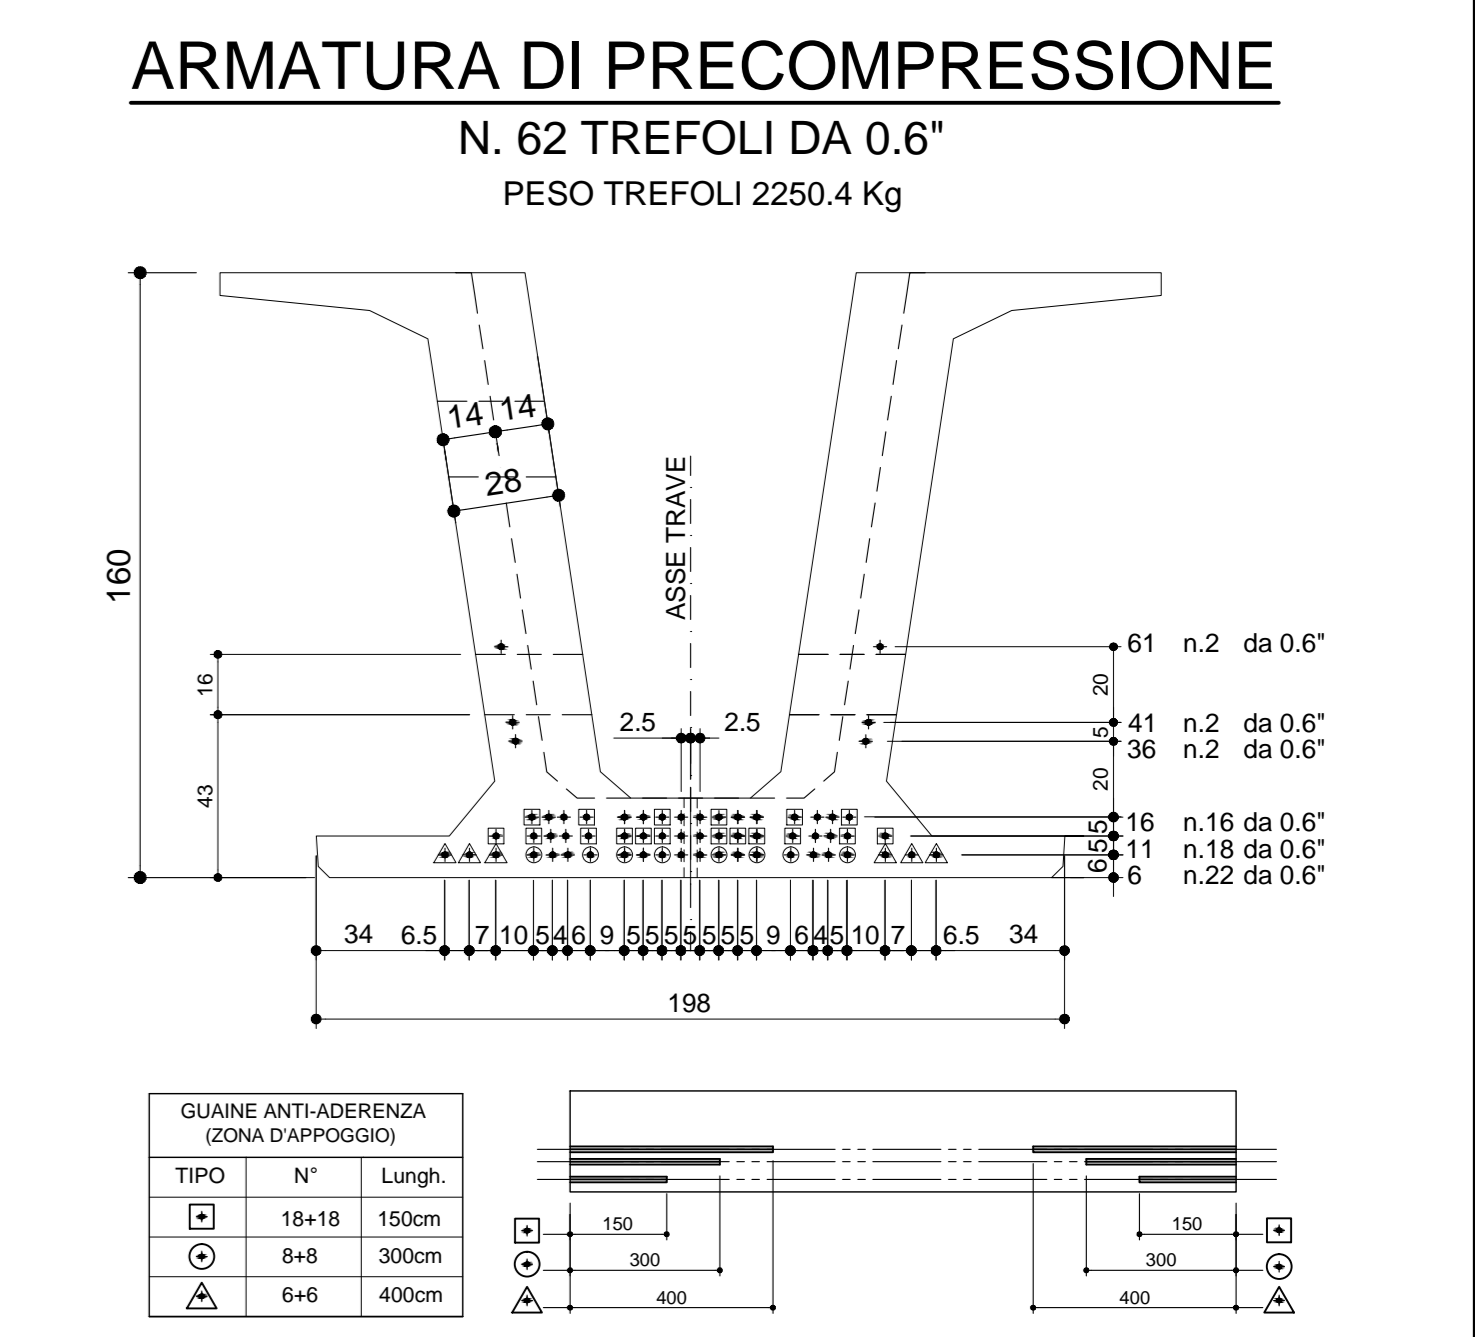 ARMATURA DI PRECOMPRESSIONE
N. 62 TREFOLI DA 0.6"
PESO TREFOLI 2250.4 Kg
14 14
28
ASSE TRAVE
160
16
43
2.5 2.5
61 n.2 da 0.6"
20
41 n.2 da 0.6"
5
36 n.2 da 0.6"
20
16 n.16 da 0.6"
5
11 n.18 da 0.6"
5
6 n.22 da 0.6"
6
34 6.5 7 10 5 4 6 9 5 5 5 5 5 5 5 9 6 4 5 10 7 6.5 34
198
GUAINE ANTI-ADERENZA
(ZONA D'APPOGGIO)
TIPO N° Lungh.
18+18 150cm
8+8 300cm
6+6 400cm
150 150
300 300
400 400